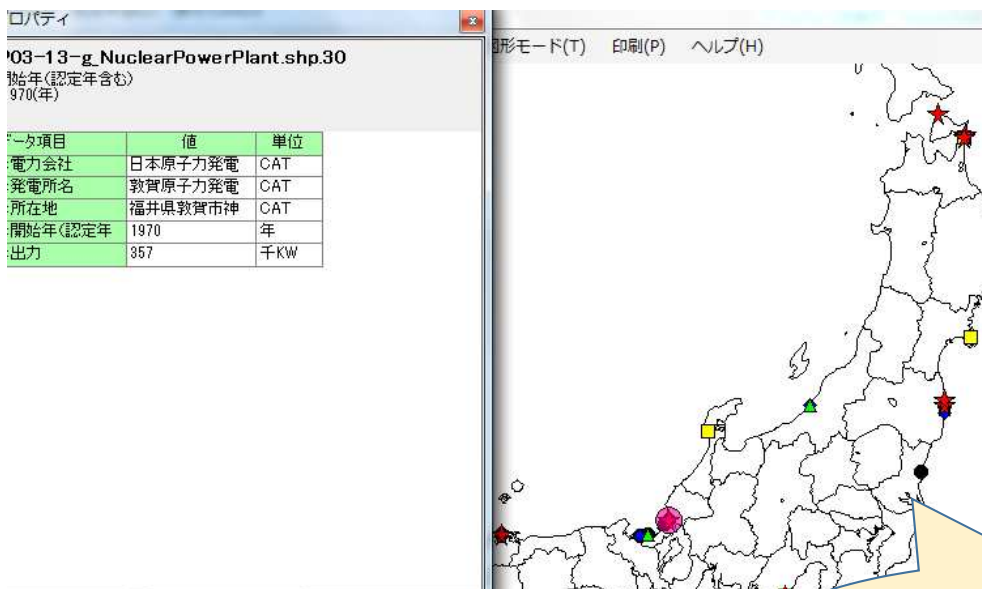 ロパティ
P03-13-g_NuclearPowerPlant.shp.30
開始年(認定年含む)
1970(年)
データ項目 値 単位
:電力会社 日本原子力発電 CAT
:発電所名 敦賀原子力発電 CAT
:所在地 福井県敦賀市神 CAT
:開始年(認定年 1970 年
:出力 357 千KW
図形モード(T) 印刷(P) ヘルプ(H)